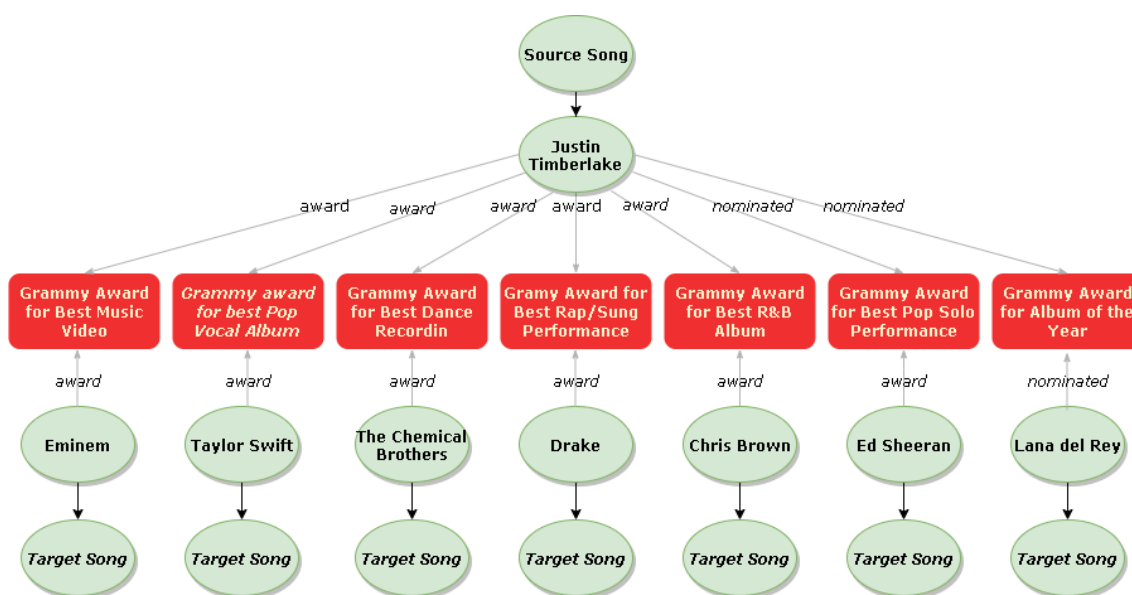 Source Song
Justin
Timberlake
award
award
award
award
award
nominated
nominated
Grammy Award
for Best Music
Video
Grammy award
for best Pop
Vocal Album
Grammy Award
for Best Dance
Recordin
Gramy Award for
Best Rap/Sung
Performance
Grammy Award
for Best R&B
Album
Grammy Award
for Best Pop Solo
Performance
Grammy Award
for Album of the
Year
award
award
award
award
award
award
nominated
Eminem
Taylor Swift
The Chemical
Brothers
Drake
Chris Brown
Ed Sheeran
Lana del Rey
Target Song
Target Song
Target Song
Target Song
Target Song
Target Song
Target Song